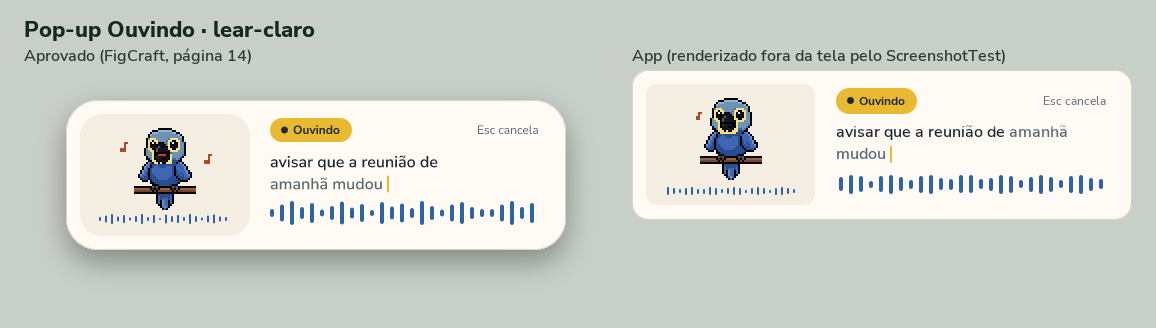 Pop-up Ouvindo · lear-claro
Aprovado (FigCraft, página 14)
Ouvindo
Esc cancela
avisar que a reunião de
amanhã mudou
App (renderizado fora da tela pelo ScreenshotTest)
Ouvindo
Esc cancela
avisar que a reunião de amanhã
mudou